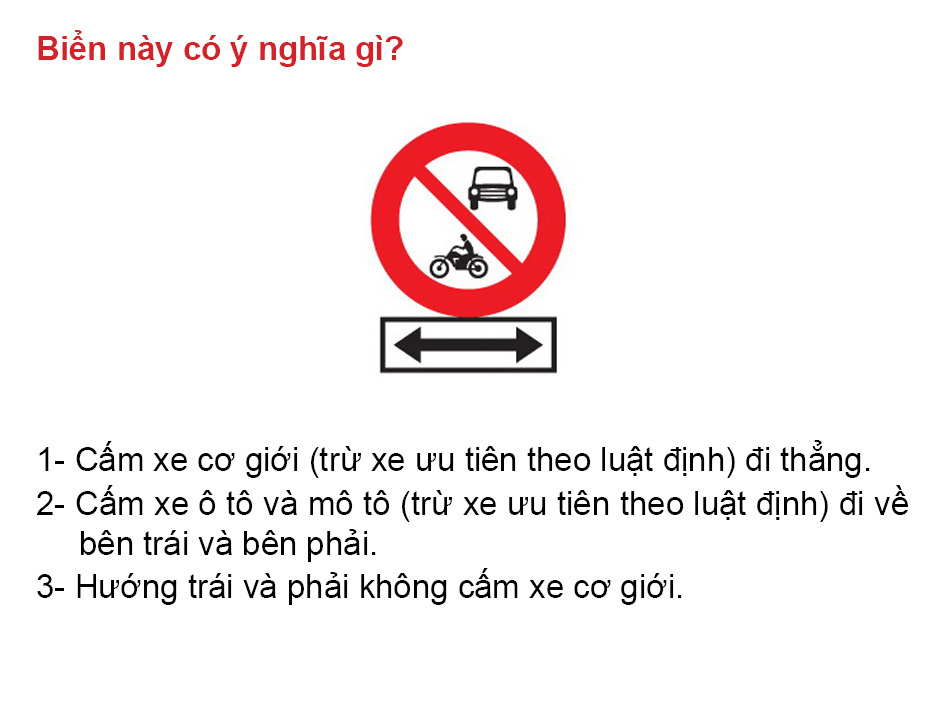 Biển này có ý nghĩa gì?
1- Cấm xe cơ giới (trừ xe ưu tiên theo luật định) đi thẳng.
2- Cấm xe ô tô và mô tô (trừ xe ưu tiên theo luật định) đi về
bên trái và bên phải.
3- Hướng trái và phải không cấm xe cơ giới.